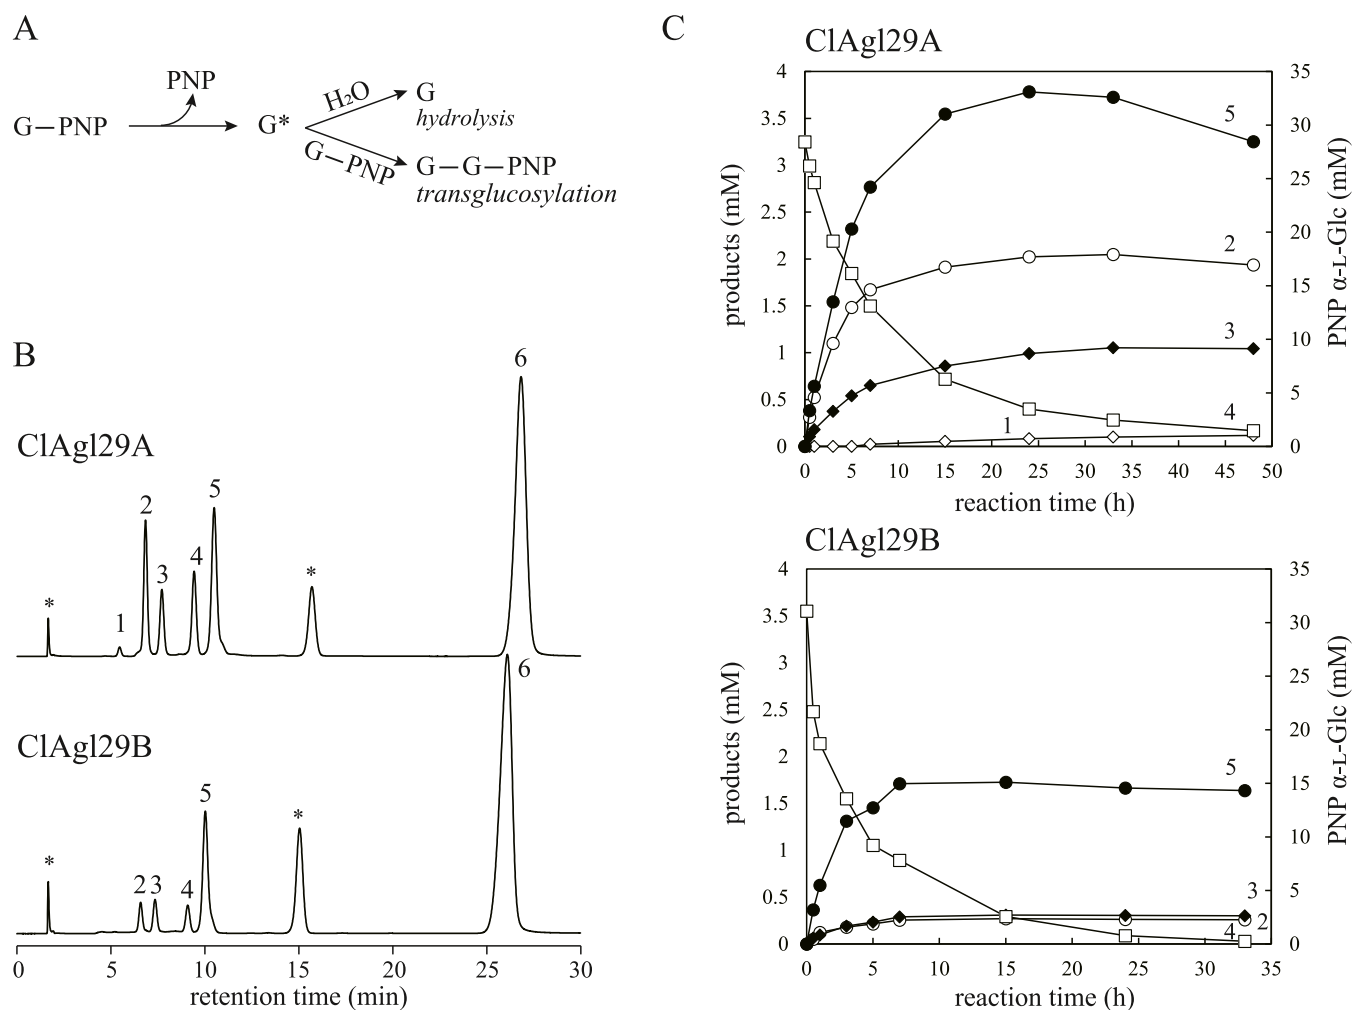 A
PNP
G–PNP
G*
H₂O
G
hydrolysis
G–PNP
G–G–PNP
transglucosylation
B
ClAgl29A
*
1
2
3
4
5
*
6
ClAgl29B
*
2
3
4
5
*
6
0 5 10 15 20 25 30
retention time (min)
C
ClAgl29A
4
3.5
3
2.5
2
1.5
1
0.5
0
products (mM)
5
2
3
4
1
35
30
25
20
15
10
5
0
PNP α-ʟ-Glc (mM)
0 5 10 15 20 25 30 35 40 45 50
reaction time (h)
ClAgl29B
4
3.5
3
2.5
2
1.5
1
0.5
0
products (mM)
5
3
2
4
35
30
25
20
15
10
5
0
PNP α-ʟ-Glc (mM)
0 5 10 15 20 25 30 35
reaction time (h)